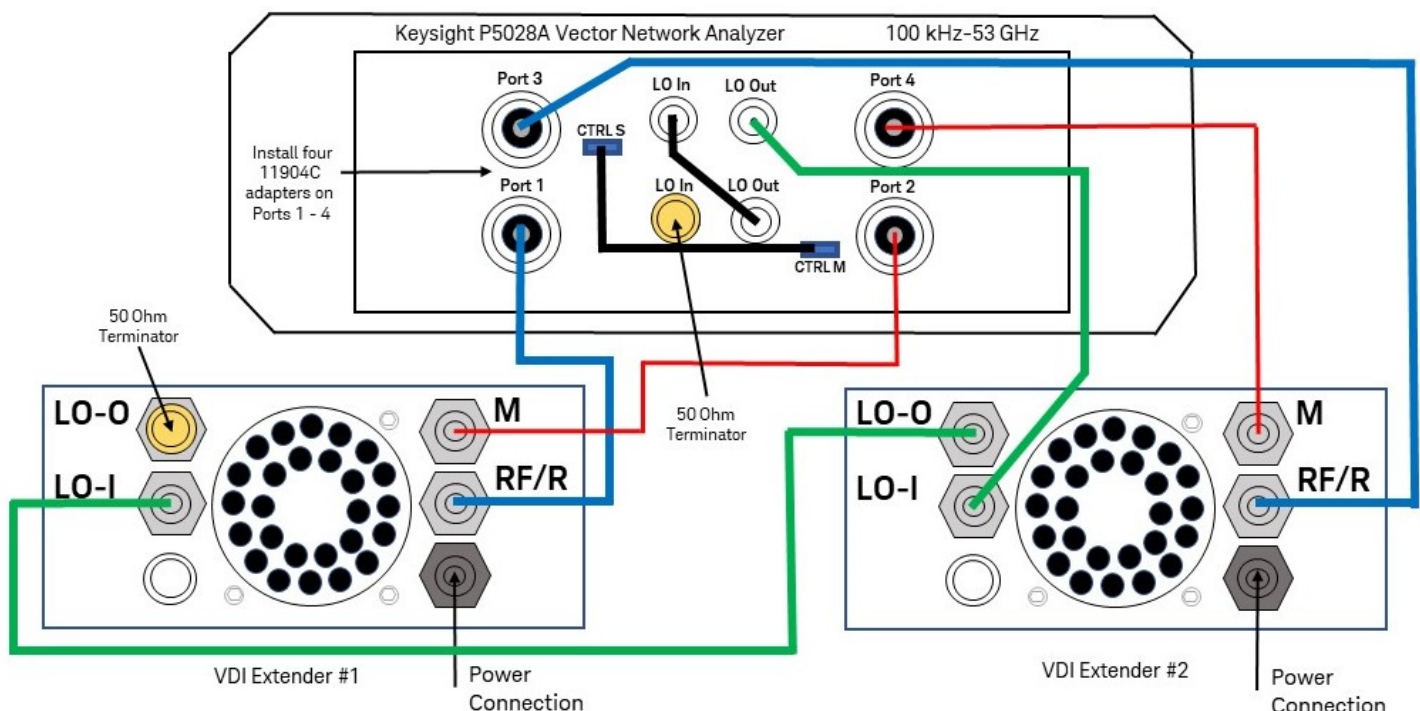 Keysight P5028A Vector Network Analyzer 100 kHz-53 GHz
Port 3
LO In
LO Out
Port 4
CTRL S
Install four
11904C
adapters on
Ports 1 - 4
Port 1
LO In
LO Out
Port 2
CTRL M
50 Ohm
Terminator
50 Ohm
Terminator
LO-O
M
LO-I
RF/R
LO-O
M
LO-I
RF/R
VDI Extender #1
Power
Connection
VDI Extender #2
Power
Connection